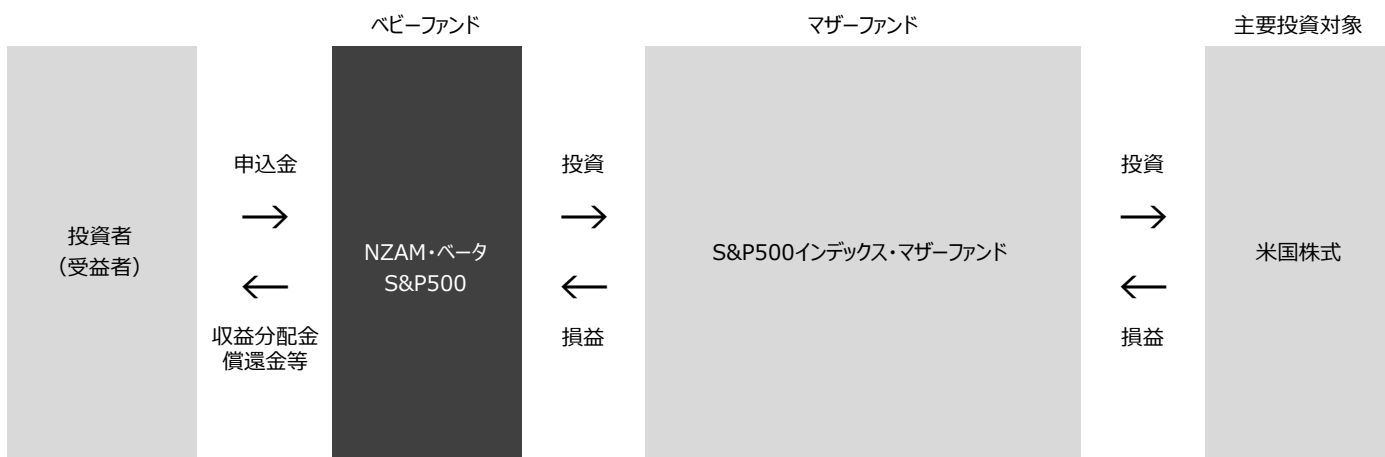 ベビーファンド
マザーファンド
主要投資対象
投資者
（受益者）
申込金
→
←
収益分配金
償還金等
NZAM・ベータ
S&P500
投資
→
←
損益
S&P500インデックス・マザーファンド
投資
→
←
損益
米国株式